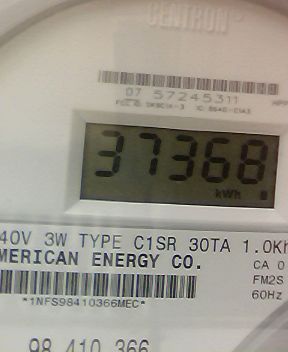 CENTRON
07 57245311
37368
kWh
40V 3W TYPE C1SR 30TA 1.0Kh
MERICAN ENERGY CO.
CA 0
FM2S
*1NFS98410366MEC*
60Hz
98 410 366